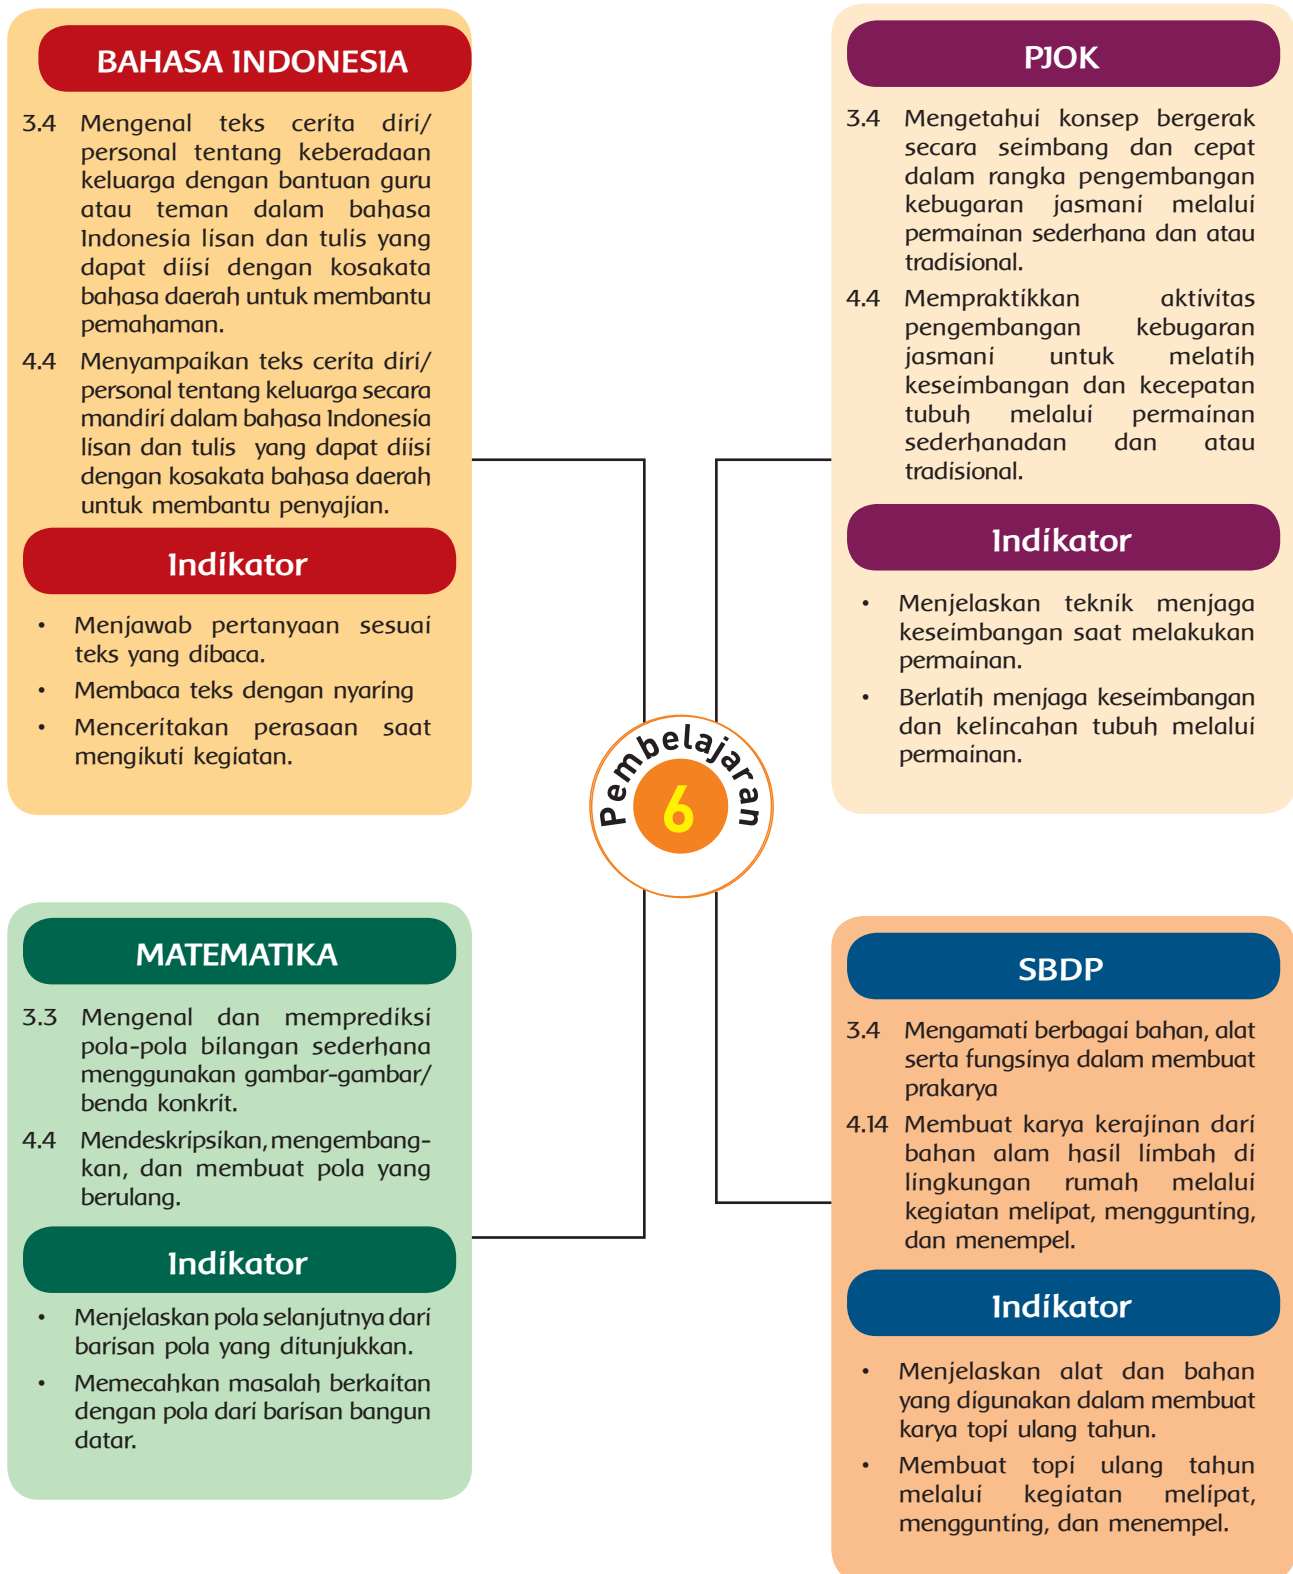 BAHASA INDONESIA
3.4 Mengenal teks cerita diri/
personal tentang keberadaan
keluarga dengan bantuan guru
atau teman dalam bahasa
Indonesia lisan dan tulis yang
dapat diisi dengan kosakata
bahasa daerah untuk membantu
pemahaman.
4.4 Menyampaikan teks cerita diri/
personal tentang keluarga secara
mandiri dalam bahasa Indonesia
lisan dan tulis yang dapat diisi
dengan kosakata bahasa daerah
untuk membantu penyajian.
Indikator
• Menjawab pertanyaan sesuai
teks yang dibaca.
• Membaca teks dengan nyaring
• Menceritakan perasaan saat
mengikuti kegiatan.
PJOK
3.4 Mengetahui konsep bergerak
secara seimbang dan cepat
dalam rangka pengembangan
kebugaran jasmani melalui
permainan sederhana dan atau
tradisional.
4.4 Mempraktikkan aktivitas
pengembangan kebugaran
jasmani untuk melatih
keseimbangan dan kecepatan
tubuh melalui permainan
sederhanadan dan atau
tradisional.
Indikator
• Menjelaskan teknik menjaga
keseimbangan saat melakukan
permainan.
• Berlatih menjaga keseimbangan
dan kelincahan tubuh melalui
permainan.
Pembelajaran
6
MATEMATIKA
3.3 Mengenal dan memprediksi
pola-pola bilangan sederhana
menggunakan gambar-gambar/
benda konkrit.
4.4 Mendeskripsikan, mengembang-
kan, dan membuat pola yang
berulang.
Indikator
• Menjelaskan pola selanjutnya dari
barisan pola yang ditunjukkan.
• Memecahkan masalah berkaitan
dengan pola dari barisan bangun
datar.
SBDP
3.4 Mengamati berbagai bahan, alat
serta fungsinya dalam membuat
prakarya
4.14 Membuat karya kerajinan dari
bahan alam hasil limbah di
lingkungan rumah melalui
kegiatan melipat, menggunting,
dan menempel.
Indikator
• Menjelaskan alat dan bahan
yang digunakan dalam membuat
karya topi ulang tahun.
• Membuat topi ulang tahun
melalui kegiatan melipat,
menggunting, dan menempel.